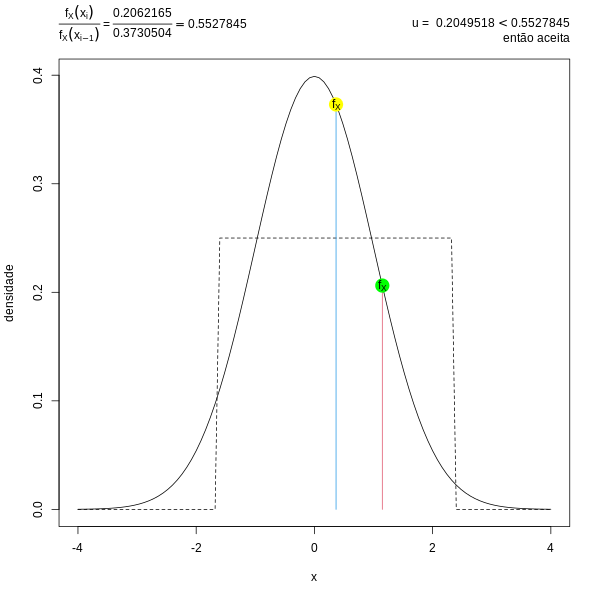 fX(xi) / fX(xi−1) = 0.2062165 / 0.3730504 = 0.5527845
u = 0.2049518 < 0.5527845
então aceita
densidade
0.4
0.3
0.2
0.1
0.0
fX
fX
-4 -2 0 2 4
x